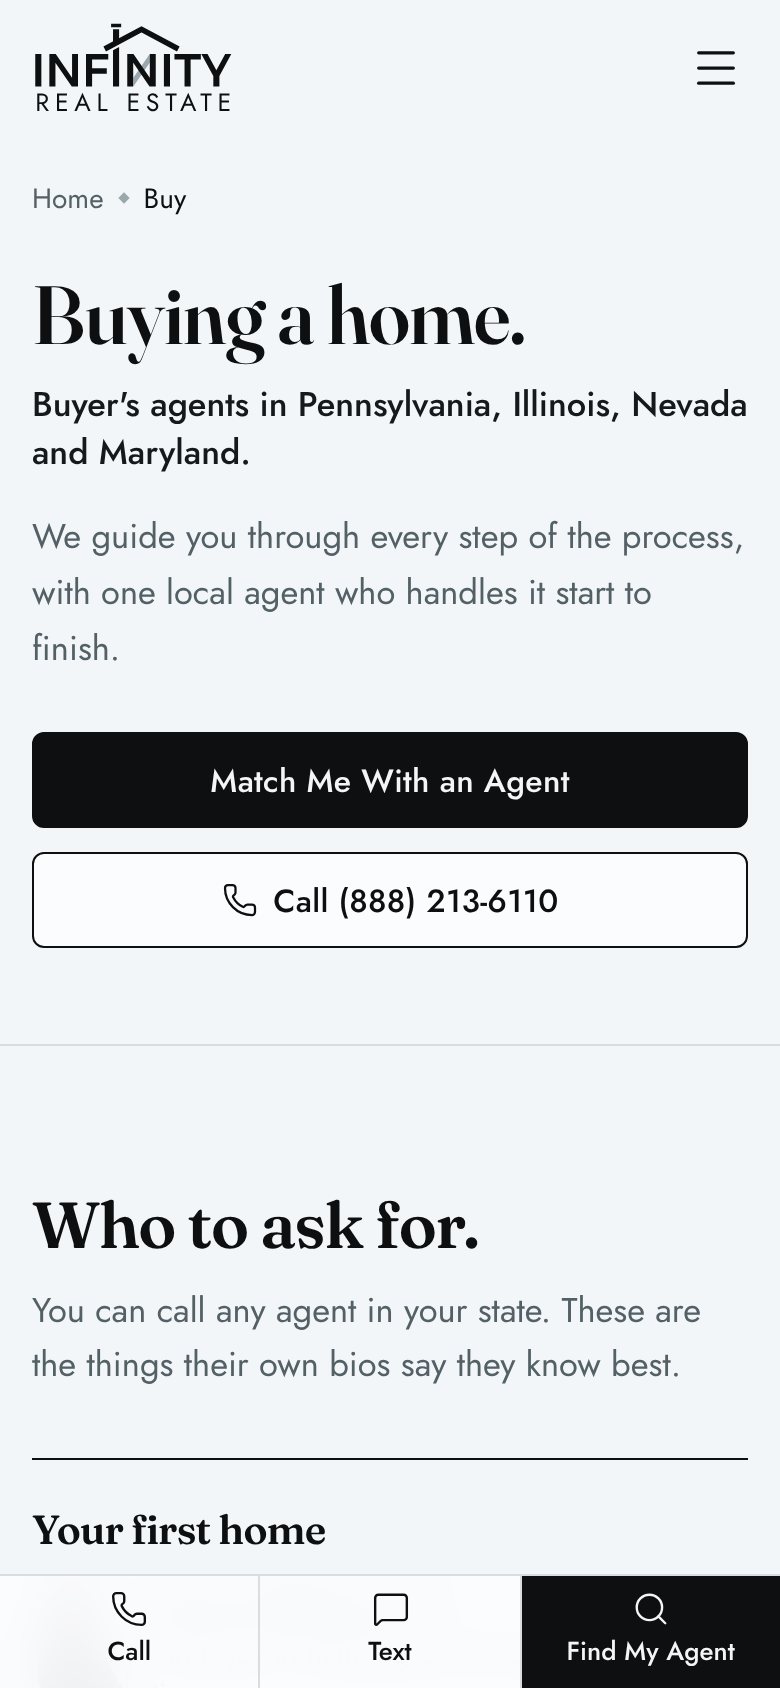 INFINITY
REAL ESTATE
Home ◆ Buy
Buying a home.
Buyer's agents in Pennsylvania, Illinois, Nevada
and Maryland.
We guide you through every step of the process,
with one local agent who handles it start to
finish.
Match Me With an Agent
Call (888) 213-6110
Who to ask for.
You can call any agent in your state. These are
the things their own bios say they know best.
Your first home
Call
Text
Find My Agent